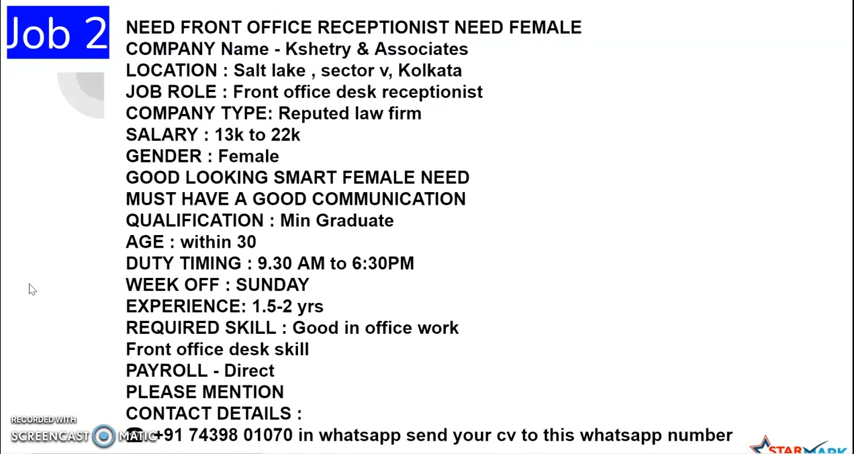 Job 2
NEED FRONT OFFICE RECEPTIONIST NEED FEMALE
COMPANY Name - Kshetry & Associates
LOCATION : Salt lake , sector v, Kolkata
JOB ROLE : Front office desk receptionist
COMPANY TYPE: Reputed law firm
SALARY : 13k to 22k
GENDER : Female
GOOD LOOKING SMART FEMALE NEED
MUST HAVE A GOOD COMMUNICATION
QUALIFICATION : Min Graduate
AGE : within 30
DUTY TIMING : 9.30 AM to 6:30PM
WEEK OFF : SUNDAY
EXPERIENCE: 1.5-2 yrs
REQUIRED SKILL : Good in office work
Front office desk skill
PAYROLL - Direct
PLEASE MENTION
CONTACT DETAILS :
☎ +91 74398 01070 in whatsapp send your cv to this whatsapp number
RECORDED WITH
SCREENCAST MATIC
STARMARK